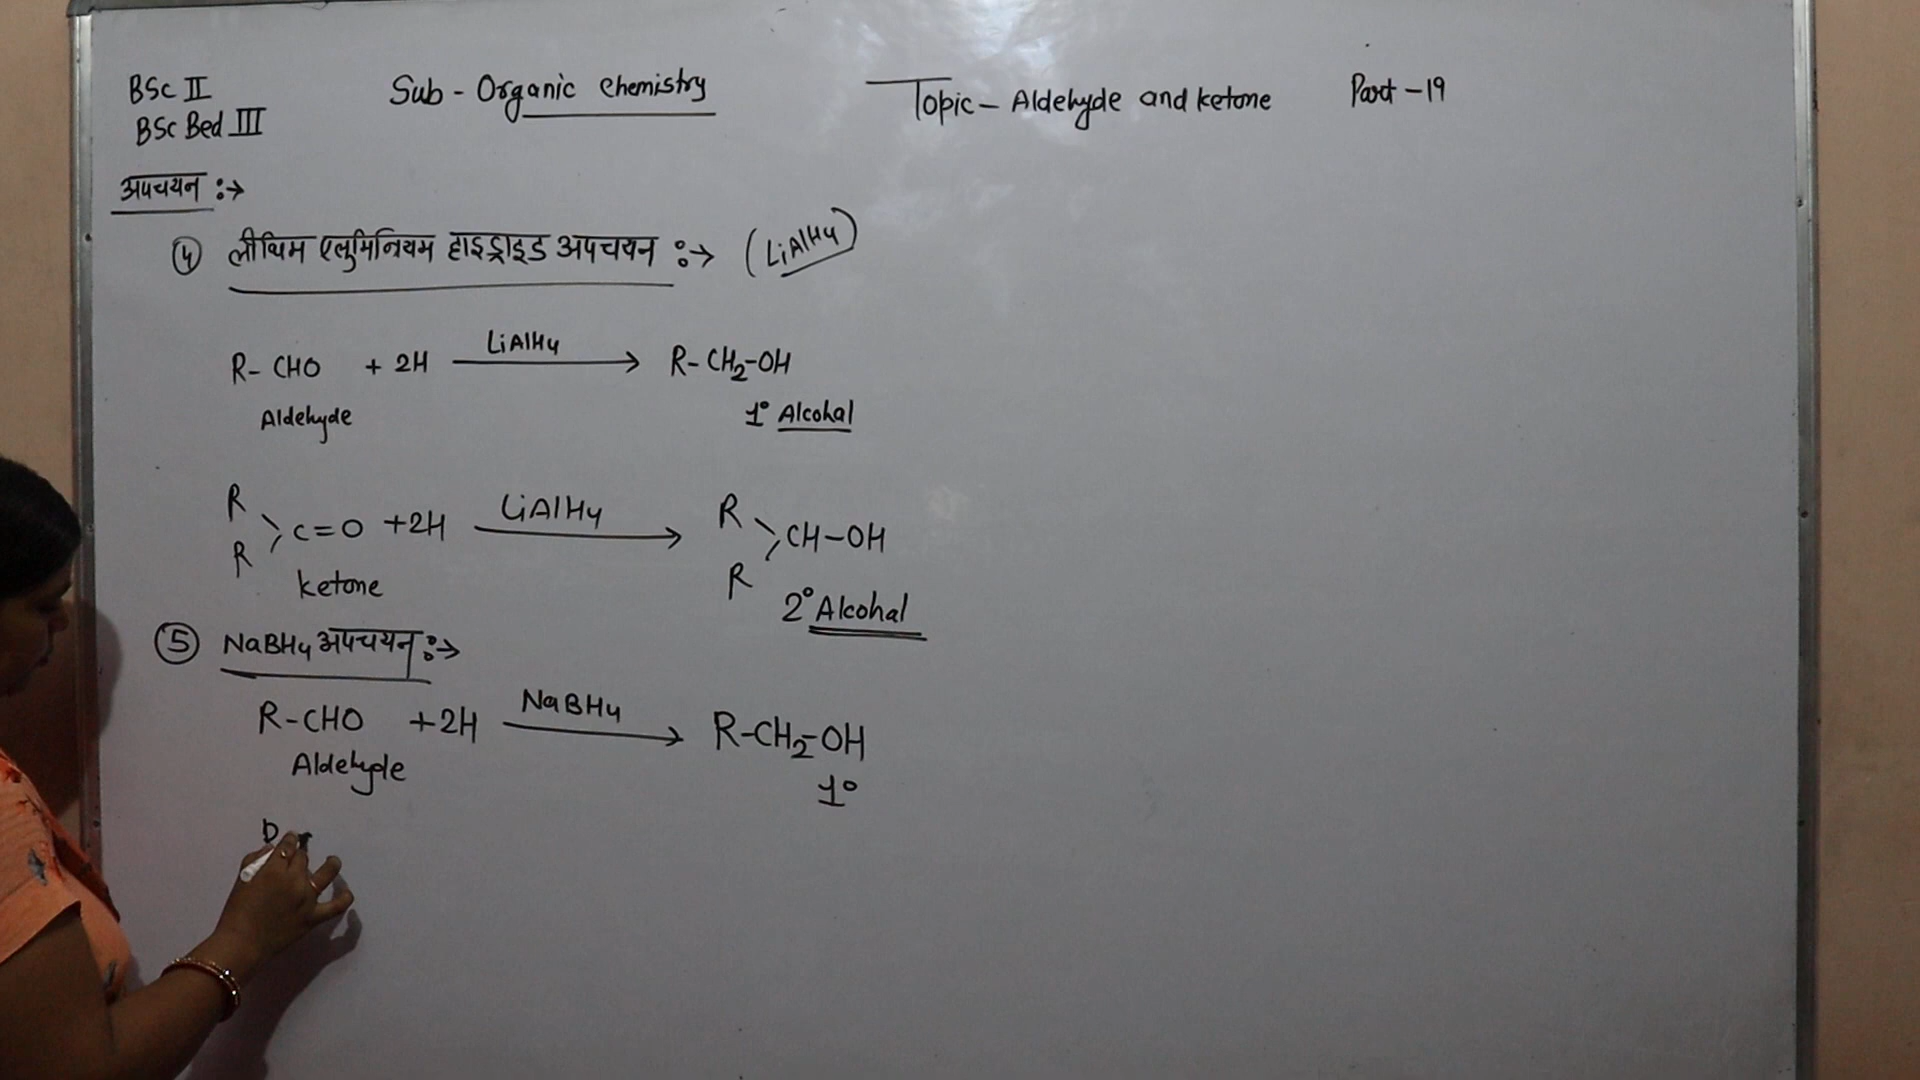 BSc II Sub - Organic chemistry Topic - Aldehyde and ketone Part - 19
BSc Bed III
अपचयन :→
④ लीथिम एलुमिनियम हाइड्राइड अपचयन :→ (LiAlH4)
R- CHO + 2H LiAlH4 → R- CH2-OH
Aldehyde 1° Alcohal
R
R > C=O +2H LiAlH4 → R
R > CH-OH
ketone 2° Alcohal
⑤ NaBH4 अपचयन :→
R-CHO +2H NaBH4 → R-CH2-OH
Aldehyde 1°